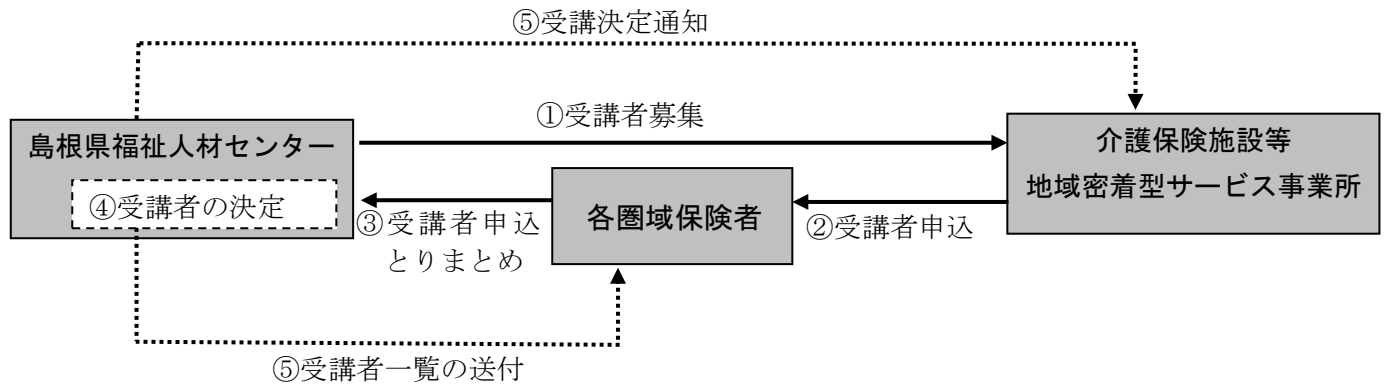 ⑤受講決定通知
①受講者募集
島根県福祉人材センター
④受講者の決定
介護保険施設等
地域密着型サービス事業所
③受講者申込
とりまとめ
各圏域保険者
②受講者申込
⑤受講者一覧の送付